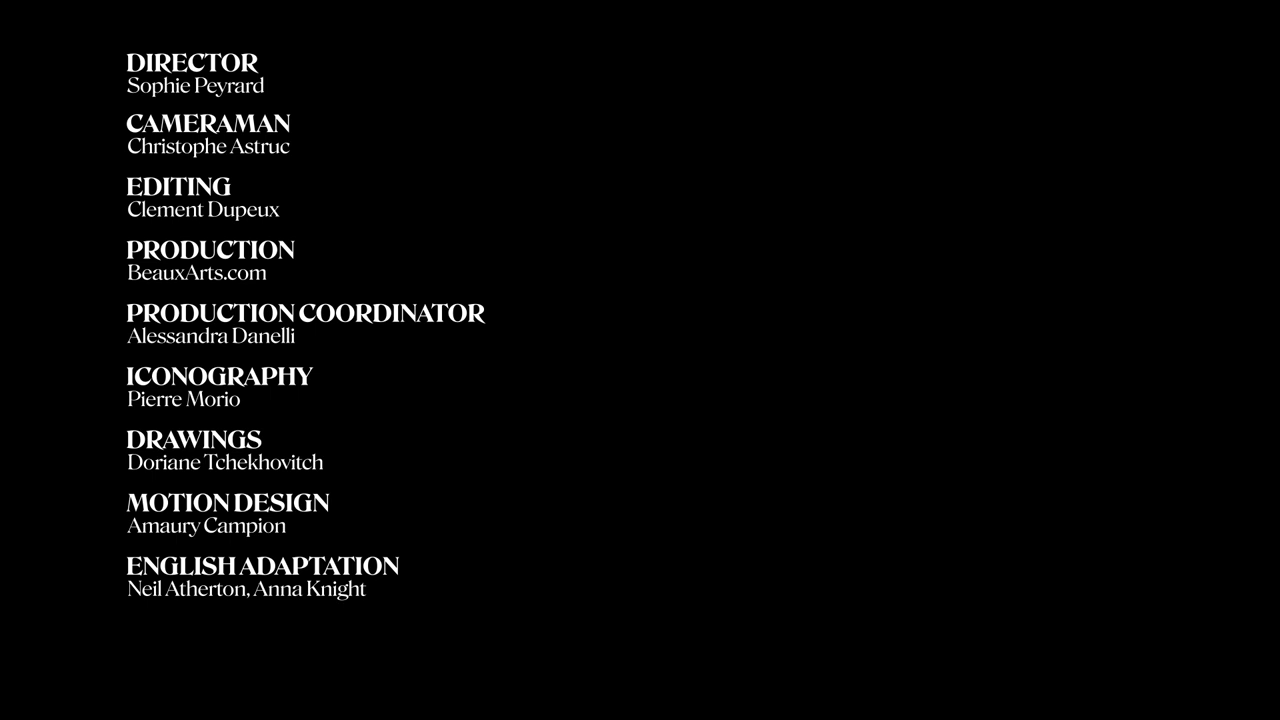 DIRECTOR
Sophie Peyrard
CAMERAMAN
Christophe Astruc
EDITING
Clement Dupeux
PRODUCTION
BeauxArts.com
PRODUCTION COORDINATOR
Alessandra Danelli
ICONOGRAPHY
Pierre Morio
DRAWINGS
Doriane Tchekhovitch
MOTION DESIGN
Amaury Campion
ENGLISH ADAPTATION
Neil Atherton, Anna Knight